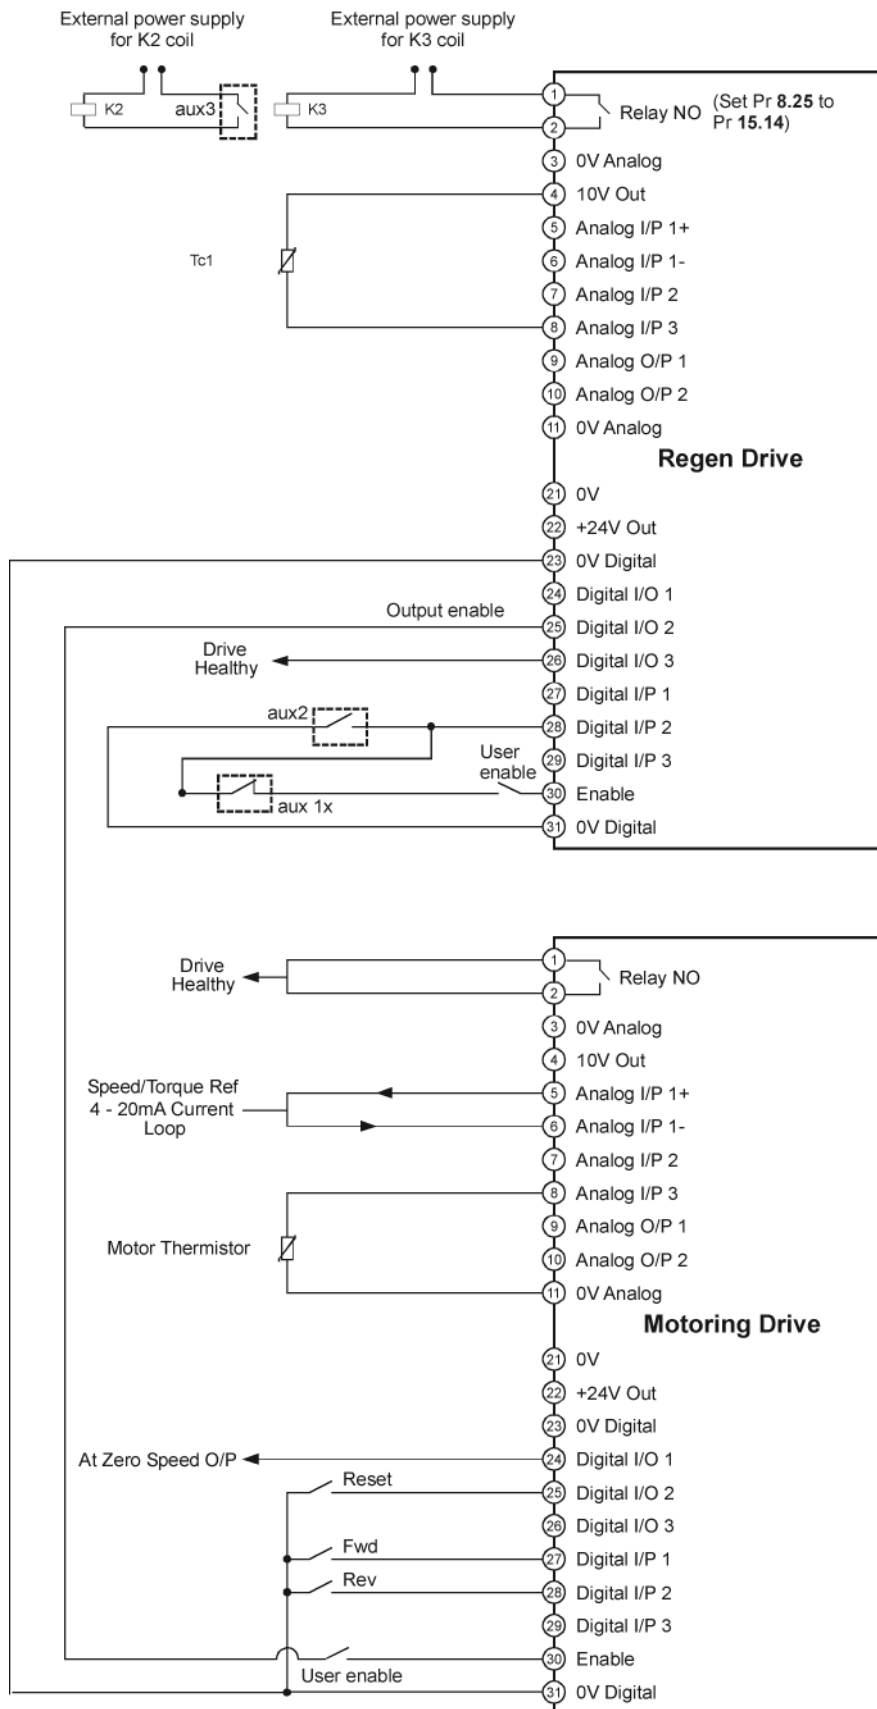 External power supply
for K2 coil
External power supply
for K3 coil
K2
aux3
K3
1
Relay NO
(Set Pr 8.25 to
Pr 15.14)
2
3 0V Analog
4 10V Out
5 Analog I/P 1+
Tc1
6 Analog I/P 1-
7 Analog I/P 2
8 Analog I/P 3
9 Analog O/P 1
10 Analog O/P 2
11 0V Analog
Regen Drive
21 0V
22 +24V Out
23 0V Digital
24 Digital I/O 1
Output enable
25 Digital I/O 2
Drive
Healthy
26 Digital I/O 3
27 Digital I/P 1
aux2
28 Digital I/P 2
User
enable
29 Digital I/P 3
30 Enable
aux 1x
31 0V Digital
Drive
Healthy
1
Relay NO
2
3 0V Analog
4 10V Out
Speed/Torque Ref
4 - 20mA Current
Loop
5 Analog I/P 1+
6 Analog I/P 1-
7 Analog I/P 2
8 Analog I/P 3
9 Analog O/P 1
Motor Thermistor
10 Analog O/P 2
11 0V Analog
Motoring Drive
21 0V
22 +24V Out
23 0V Digital
At Zero Speed O/P
24 Digital I/O 1
Reset
25 Digital I/O 2
26 Digital I/O 3
Fwd
27 Digital I/P 1
Rev
28 Digital I/P 2
29 Digital I/P 3
30 Enable
User enable
31 0V Digital